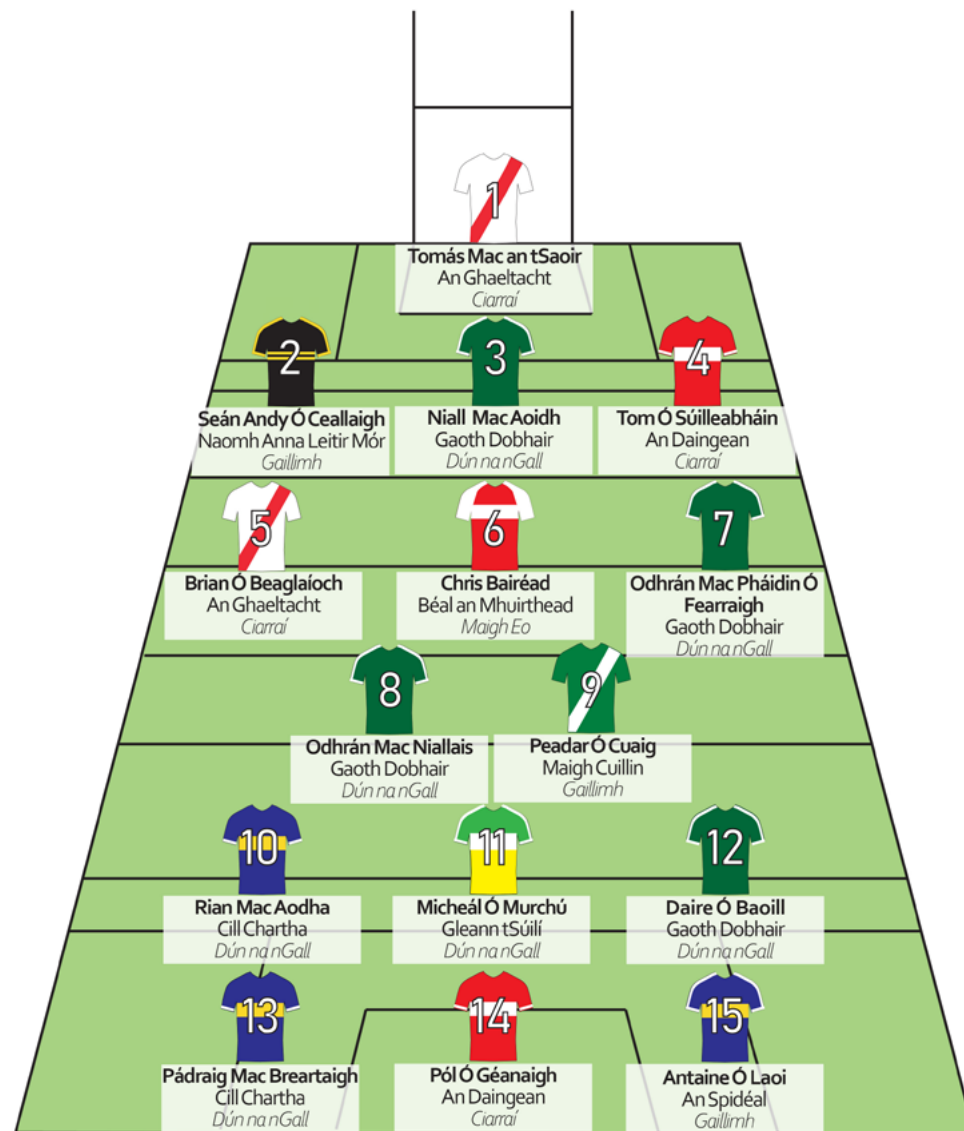 1
Tomás Mac an tSaoir
An Ghaeltacht
Ciarraí
2
Seán Andy Ó Ceallaigh
Naomh Anna Leitir Mór
Gaillimh
3
Niall Mac Aoidh
Gaoth Dobhair
Dún na nGall
4
Tom Ó Súilleabháin
An Daingean
Ciarraí
5
Brian Ó Beaglaíoch
An Ghaeltacht
Ciarraí
6
Chris Bairéad
Béal an Mhuirthead
Maigh Eo
7
Odhrán Mac Pháidin Ó
Fearraigh
Gaoth Dobhair
Dún na nGall
8
Odhrán Mac Niallais
Gaoth Dobhair
Dún na nGall
9
Peadar Ó Cuaig
Maigh Cuillin
Gaillimh
10
Rian Mac Aodha
Cill Chartha
Dún na nGall
11
Micheál Ó Murchú
Gleann tSúilí
Dún na nGall
12
Daire Ó Baoill
Gaoth Dobhair
Dún na nGall
13
Pádraig Mac Breartaigh
Cill Chartha
Dún na nGall
14
Pól Ó Géanaigh
An Daingean
Ciarraí
15
Antaine Ó Laoi
An Spidéal
Gaillimh